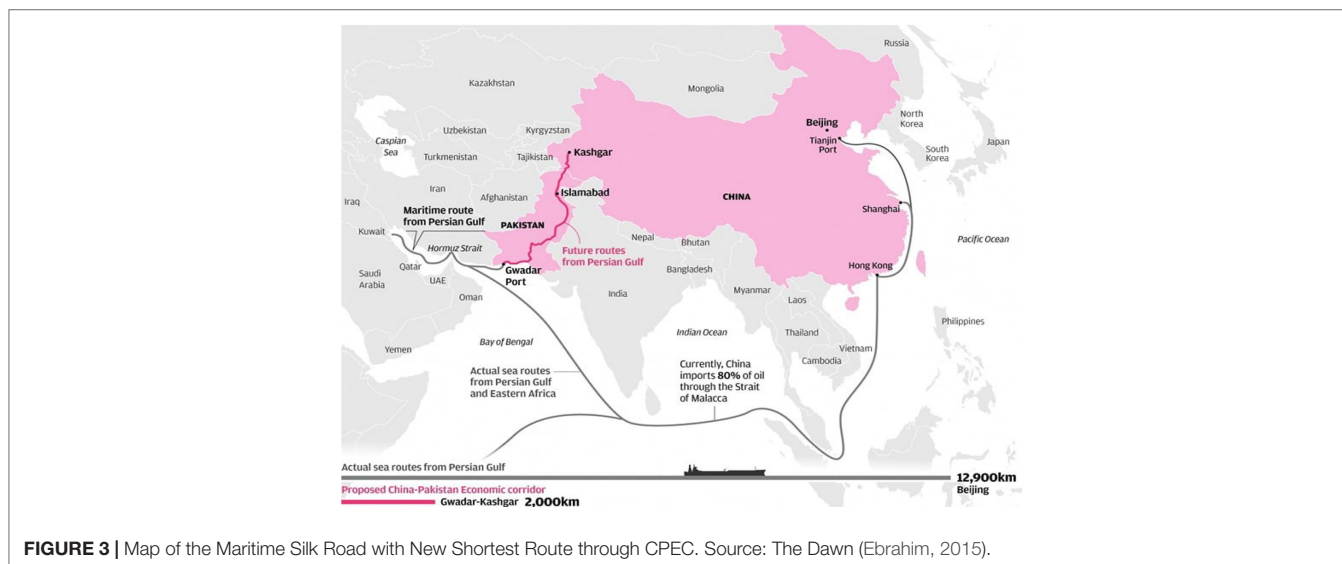 Russia
Kazakhstan
Mongolia
North
Korea
Beijing
Tianjin
Port
Japan
South
Korea
Caspian
Sea
Uzbekistan
Kyrgyzstan
Turkmenistan
Tajikistan
Kashgar
Iran
Afghanistan
Islamabad
CHINA
Shanghai
Iraq
Maritime route
from Persian Gulf
PAKISTAN
Kuwait
Hormuz Strait
Future routes
from Persian Gulf
Nepal
Bhutan
Pacific Ocean
Qatar
Saudi
Arabia
UAE
Gwadar
Port
Bangladesh
Hong Kong
Oman
India
Myanmar
Laos
Philippines
Yemen
Bay of Bengal
Indian Ocean
Thailand
Vietnam
Cambodia
Actual sea routes
from Persian Gulf
and Eastern Africa
Currently, China
imports 80% of oil
through the Strait
of Malacca
Actual sea routes from Persian Gulf
12,900km
Beijing
Proposed China-Pakistan Economic corridor
Gwadar-Kashgar 2,000km
FIGURE 3 | Map of the Maritime Silk Road with New Shortest Route through CPEC. Source: The Dawn (Ebrahim, 2015).